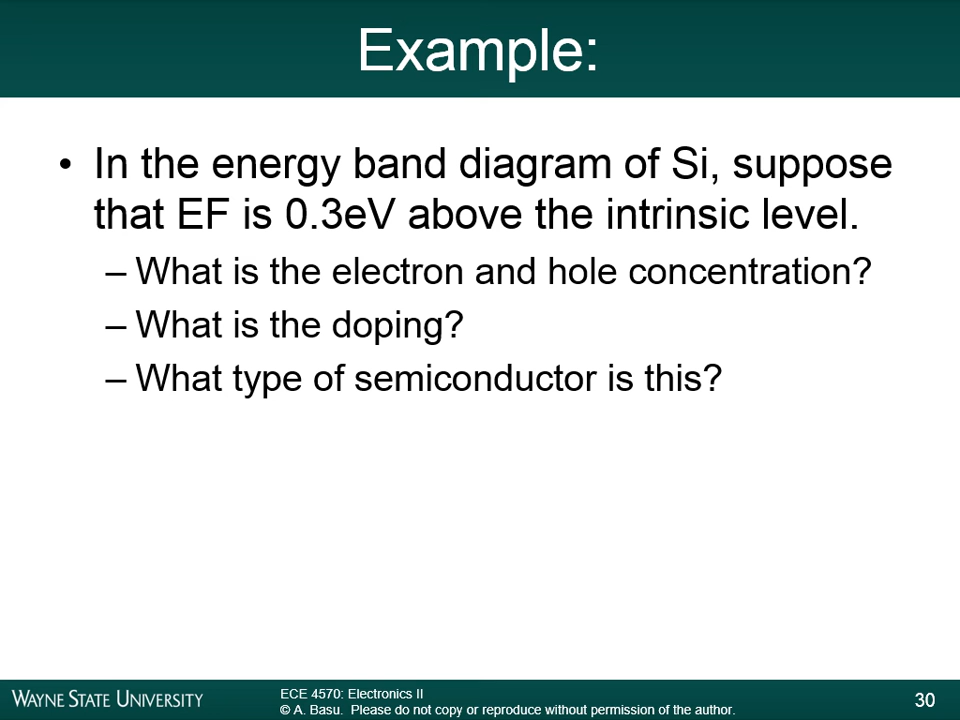 Example:
• In the energy band diagram of Si, suppose
that EF is 0.3eV above the intrinsic level.
– What is the electron and hole concentration?
– What is the doping?
– What type of semiconductor is this?
WAYNE STATE UNIVERSITY
ECE 4570: Electronics II
© A. Basu. Please do not copy or reproduce without permission of the author.
30